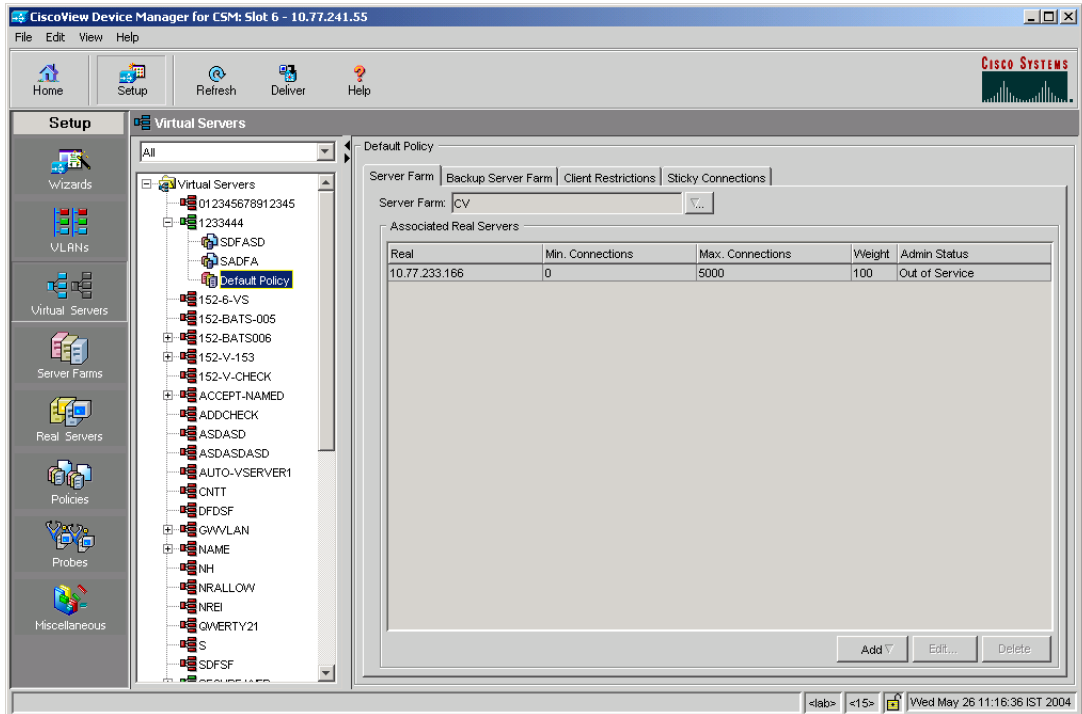 CiscoView Device Manager for CSM: Slot 6 - 10.77.241.55
File Edit View Help
Home
Setup
Refresh
Deliver
Help
CISCO SYSTEMS
Setup
Virtual Servers
Wizards
VLANs
Virtual Servers
Server Farms
Real Servers
Policies
Probes
Miscellaneous
All
Virtual Servers
012345678912345
1233444
SDFASD
SADFA
Default Policy
152-6-VS
152-BATS-005
152-BATS006
152-V-153
152-V-CHECK
ACCEPT-NAMED
ADDCHECK
ASDASD
ASDASDASD
AUTO-VSERVER1
CNTT
DFDSF
GWVLAN
NAME
NH
NRALLOW
NREI
QWERTY21
S
SDFSF
Default Policy
Server Farm Backup Server Farm Client Restrictions Sticky Connections
Server Farm: CV ...
Associated Real Servers
Real Min. Connections Max. Connections Weight Admin Status
10.77.233.166 0 5000 100 Out of Service
Add Edit... Delete
<lab> <15> Wed May 26 11:16:36 IST 2004